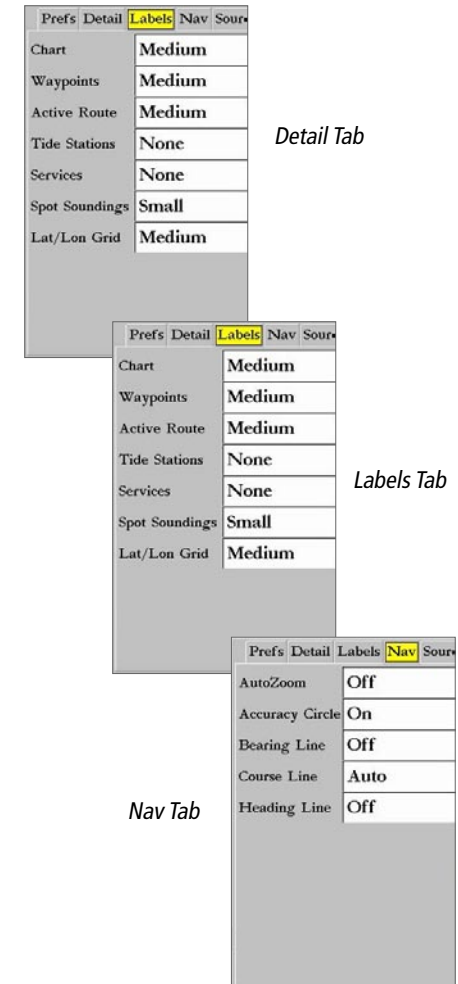 Prefs Detail Labels Nav Sour
Chart Medium
Waypoints Medium
Active Route Medium
Tide Stations None
Services None
Spot Soundings Small
Lat/Lon Grid Medium
Detail Tab
Prefs Detail Labels Nav Sour
Chart Medium
Waypoints Medium
Active Route Medium
Tide Stations None
Services None
Spot Soundings Small
Lat/Lon Grid Medium
Labels Tab
Prefs Detail Labels Nav Sour
AutoZoom Off
Accuracy Circle On
Bearing Line Off
Course Line Auto
Heading Line Off
Nav Tab